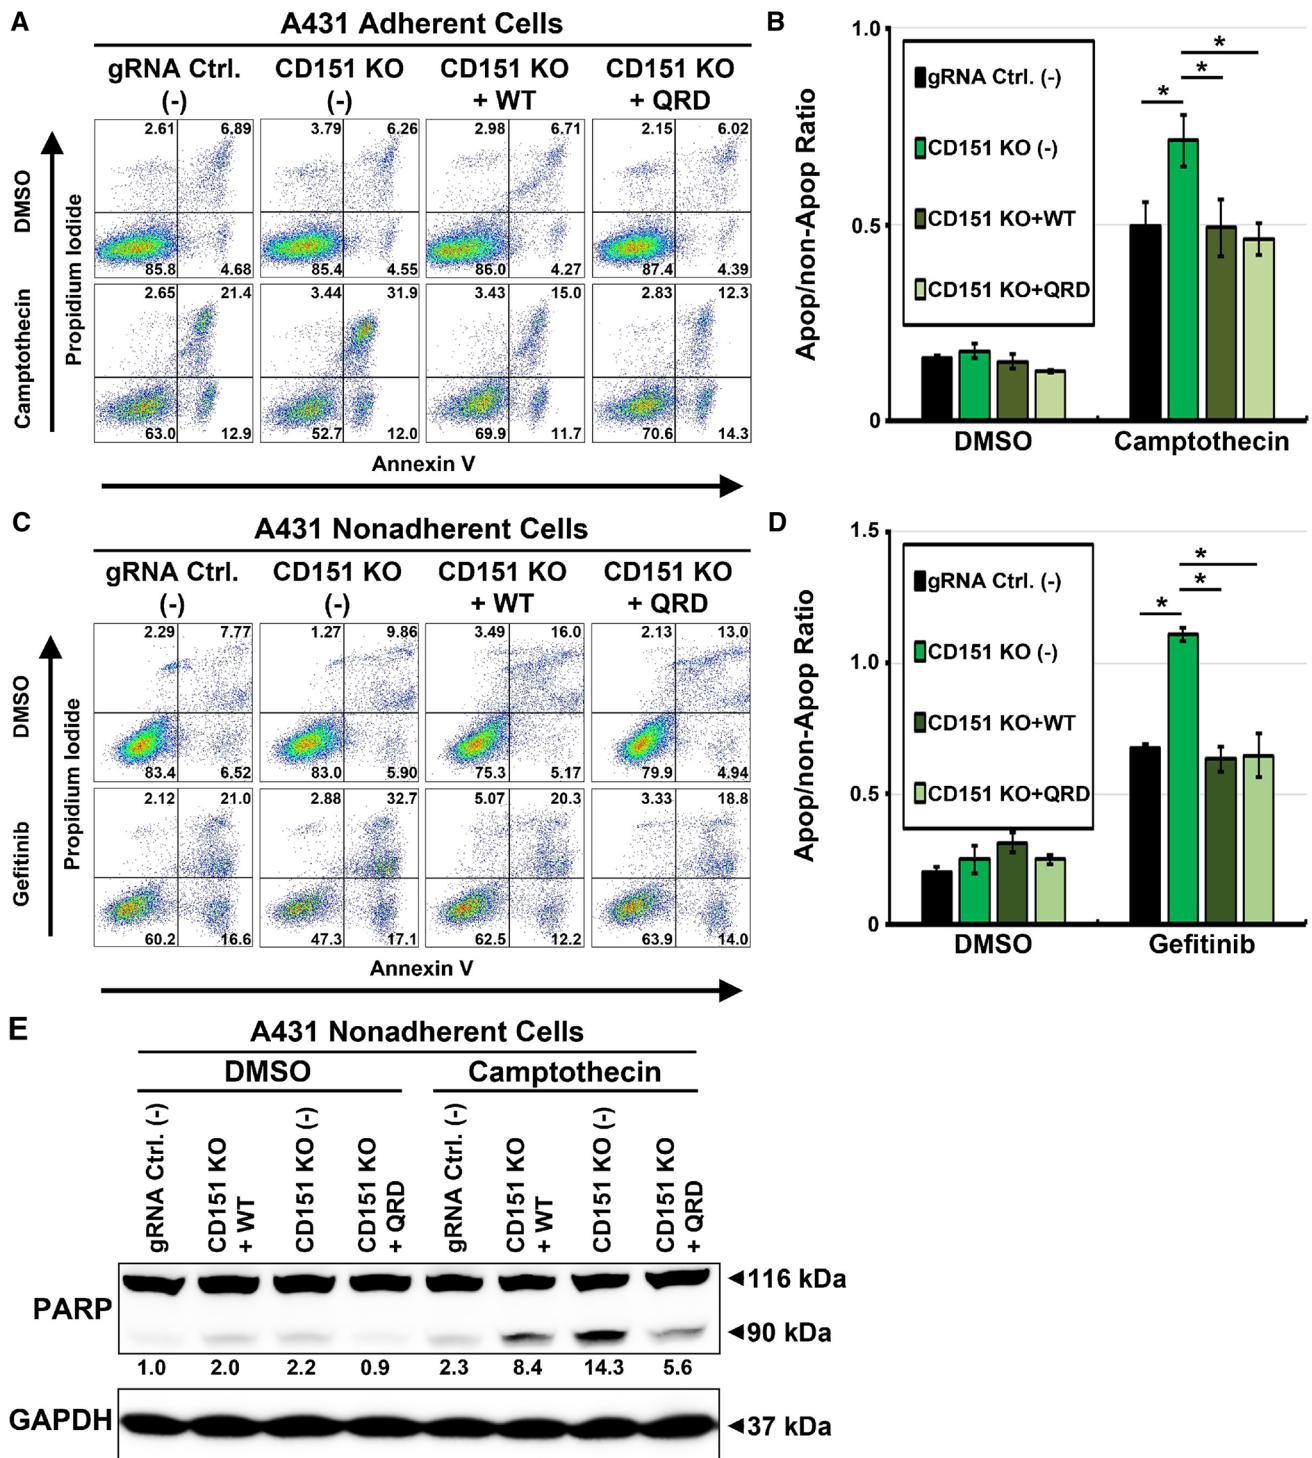 A
A431 Adherent Cells
gRNA Ctrl. (-)
CD151 KO (-)
CD151 KO + WT
CD151 KO + QRD
DMSO
Camptothecin
Propidium Iodide
2.61 6.89
85.8 4.68
3.79 6.26
85.4 4.55
2.98 6.71
86.0 4.27
2.15 6.02
87.4 4.39
2.65 21.4
63.0 12.9
3.44 31.9
52.7 12.0
3.43 15.0
69.9 11.7
2.83 12.3
70.6 14.3
Annexin V
B
Apop/non-Apop Ratio
1.0
0.5
0
gRNA Ctrl. (-)
CD151 KO (-)
CD151 KO+WT
CD151 KO+QRD
*
*
*
DMSO
Camptothecin
C
A431 Nonadherent Cells
gRNA Ctrl. (-)
CD151 KO (-)
CD151 KO + WT
CD151 KO + QRD
DMSO
Gefitinib
Propidium Iodide
2.29 7.77
83.4 6.52
1.27 9.86
83.0 5.90
3.49 16.0
75.3 5.17
2.13 13.0
79.9 4.94
2.12 21.0
60.2 16.6
2.88 32.7
47.3 17.1
5.07 20.3
62.5 12.2
3.33 18.8
63.9 14.0
Annexin V
D
Apop/non-Apop Ratio
1.5
1.0
0.5
0
gRNA Ctrl. (-)
CD151 KO (-)
CD151 KO+WT
CD151 KO+QRD
*
*
*
DMSO
Gefitinib
E
A431 Nonadherent Cells
DMSO
Camptothecin
gRNA Ctrl. (-)
CD151 KO + WT
CD151 KO (-)
CD151 KO + QRD
gRNA Ctrl. (-)
CD151 KO + WT
CD151 KO (-)
CD151 KO + QRD
PARP
116 kDa
90 kDa
1.0 2.0 2.2 0.9 2.3 8.4 14.3 5.6
GAPDH
37 kDa